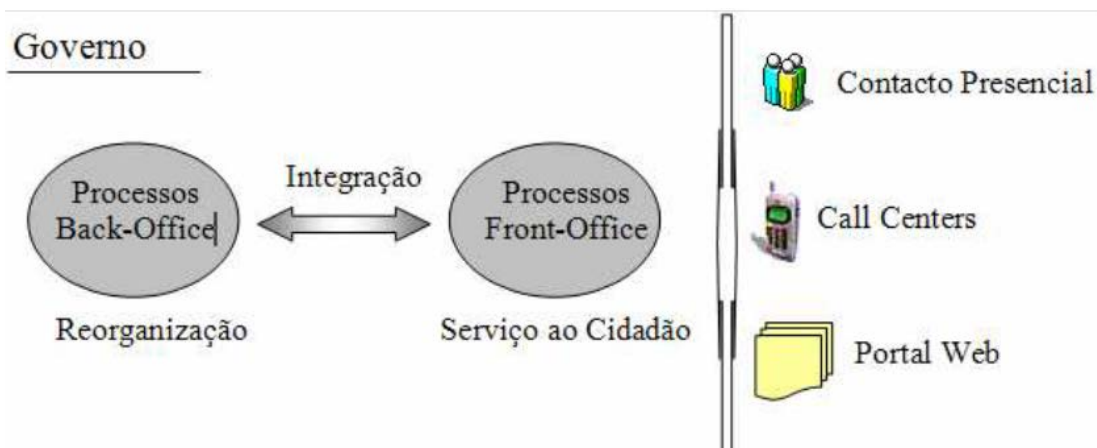 Governo
Processos
Back-Office
Reorganização
Integração
Processos
Front-Office
Serviço ao Cidadão
Contacto Presencial
Call Centers
Portal Web